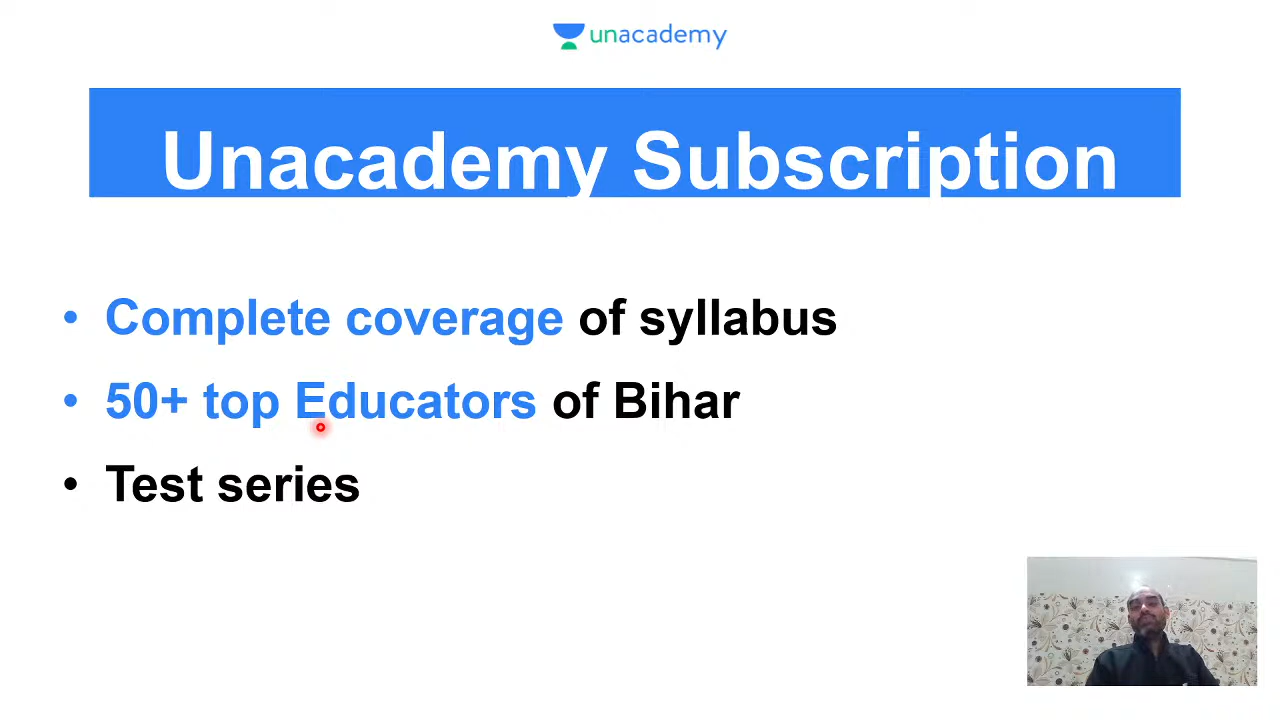 unacademy
Unacademy Subscription
• Complete coverage of syllabus
• 50+ top Educators of Bihar
• Test series